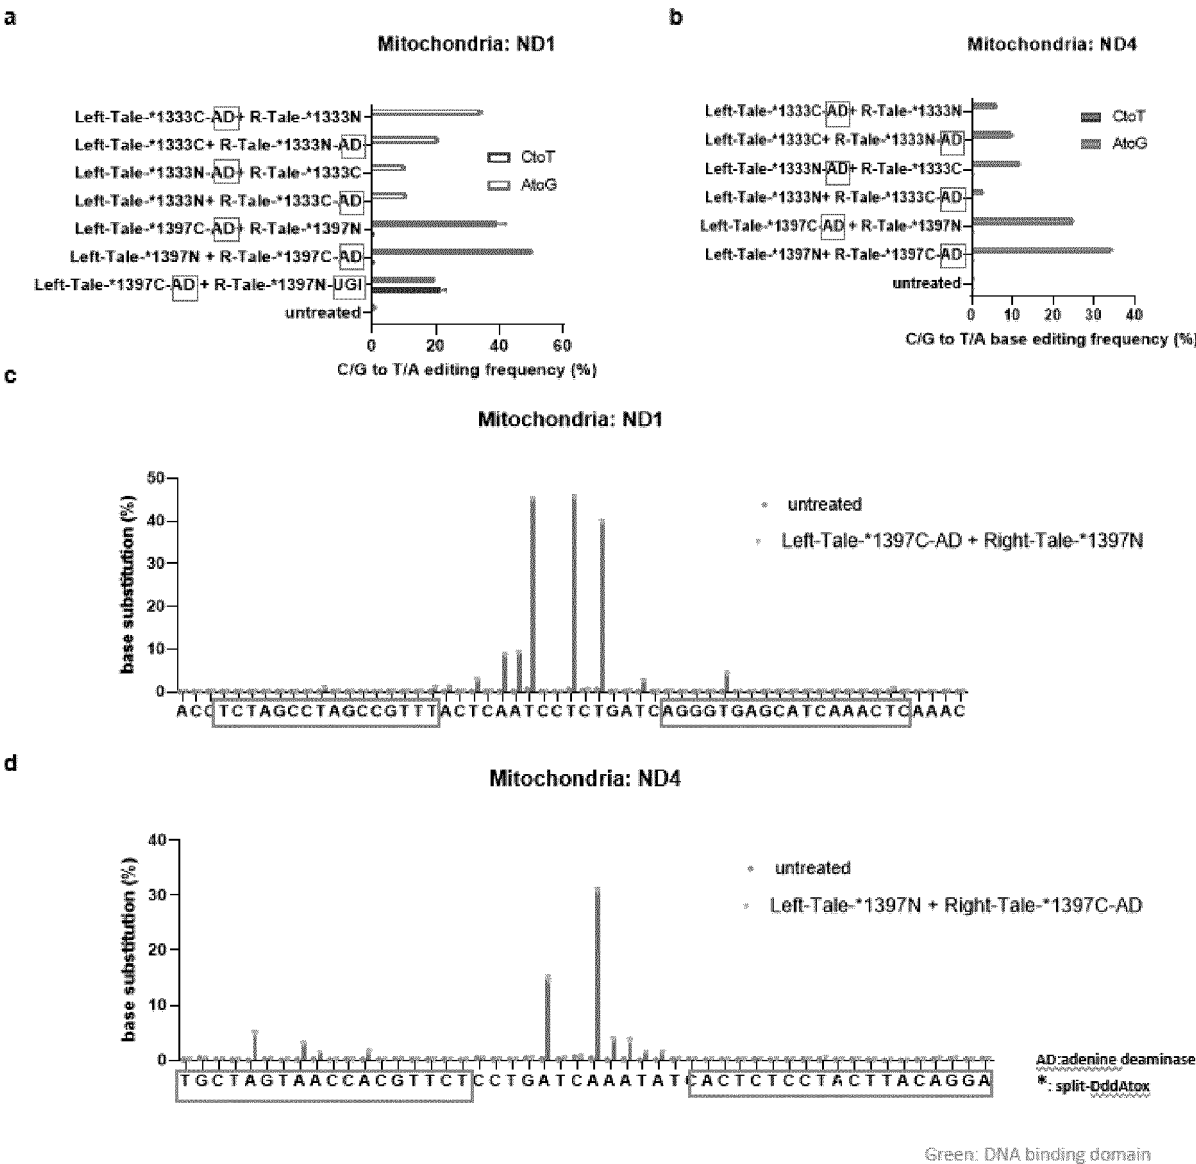 a
Mitochondria: ND1
Left-Tale-*1333C-AD+ R-Tale-*1333N
Left-Tale-*1333C+ R-Tale-*1333N-AD
Left-Tale-*1333N-AD+ R-Tale-*1333C
Left-Tale-*1333N+ R-Tale-*1333C-AD
Left-Tale-*1397C-AD+ R-Tale-*1397N
Left-Tale-*1397N + R-Tale-*1397C-AD
Left-Tale-*1397C-AD + R-Tale-*1397N-UGI
untreated
CtoT
AtoG
0 20 40 60
C/G to T/A editing frequency (%)
b
Mitochondria: ND4
Left-Tale-*1333C-AD+ R-Tale-*1333N
Left-Tale-*1333C+ R-Tale-*1333N-AD
Left-Tale-*1333N-AD+ R-Tale-*1333C
Left-Tale-*1333N+ R-Tale-*1333C-AD
Left-Tale-*1397C-AD + R-Tale-*1397N
Left-Tale-*1397N+ R-Tale-*1397C-AD
untreated
CtoT
AtoG
0 10 20 30 40
C/G to T/A base editing frequency (%)
c
Mitochondria: ND1
base substitution (%)
50
40
30
20
10
0
untreated
Left-Tale-*1397C-AD + Right-Tale-*1397N
ACCTCTAGCCTAGCCGTTTACTCAATCCTCTGATCAGGGTGAGCATCAAACTCAAAC
d
Mitochondria: ND4
base substitution (%)
40
30
20
10
0
untreated
Left-Tale-*1397N + Right-Tale-*1397C-AD
TGCTAGTAACCACGTTCTCCTGATCAAATATCACTCTCCTACTTACAGGA
AD:adenine deaminase
*: split-DddAtox
Green: DNA binding domain